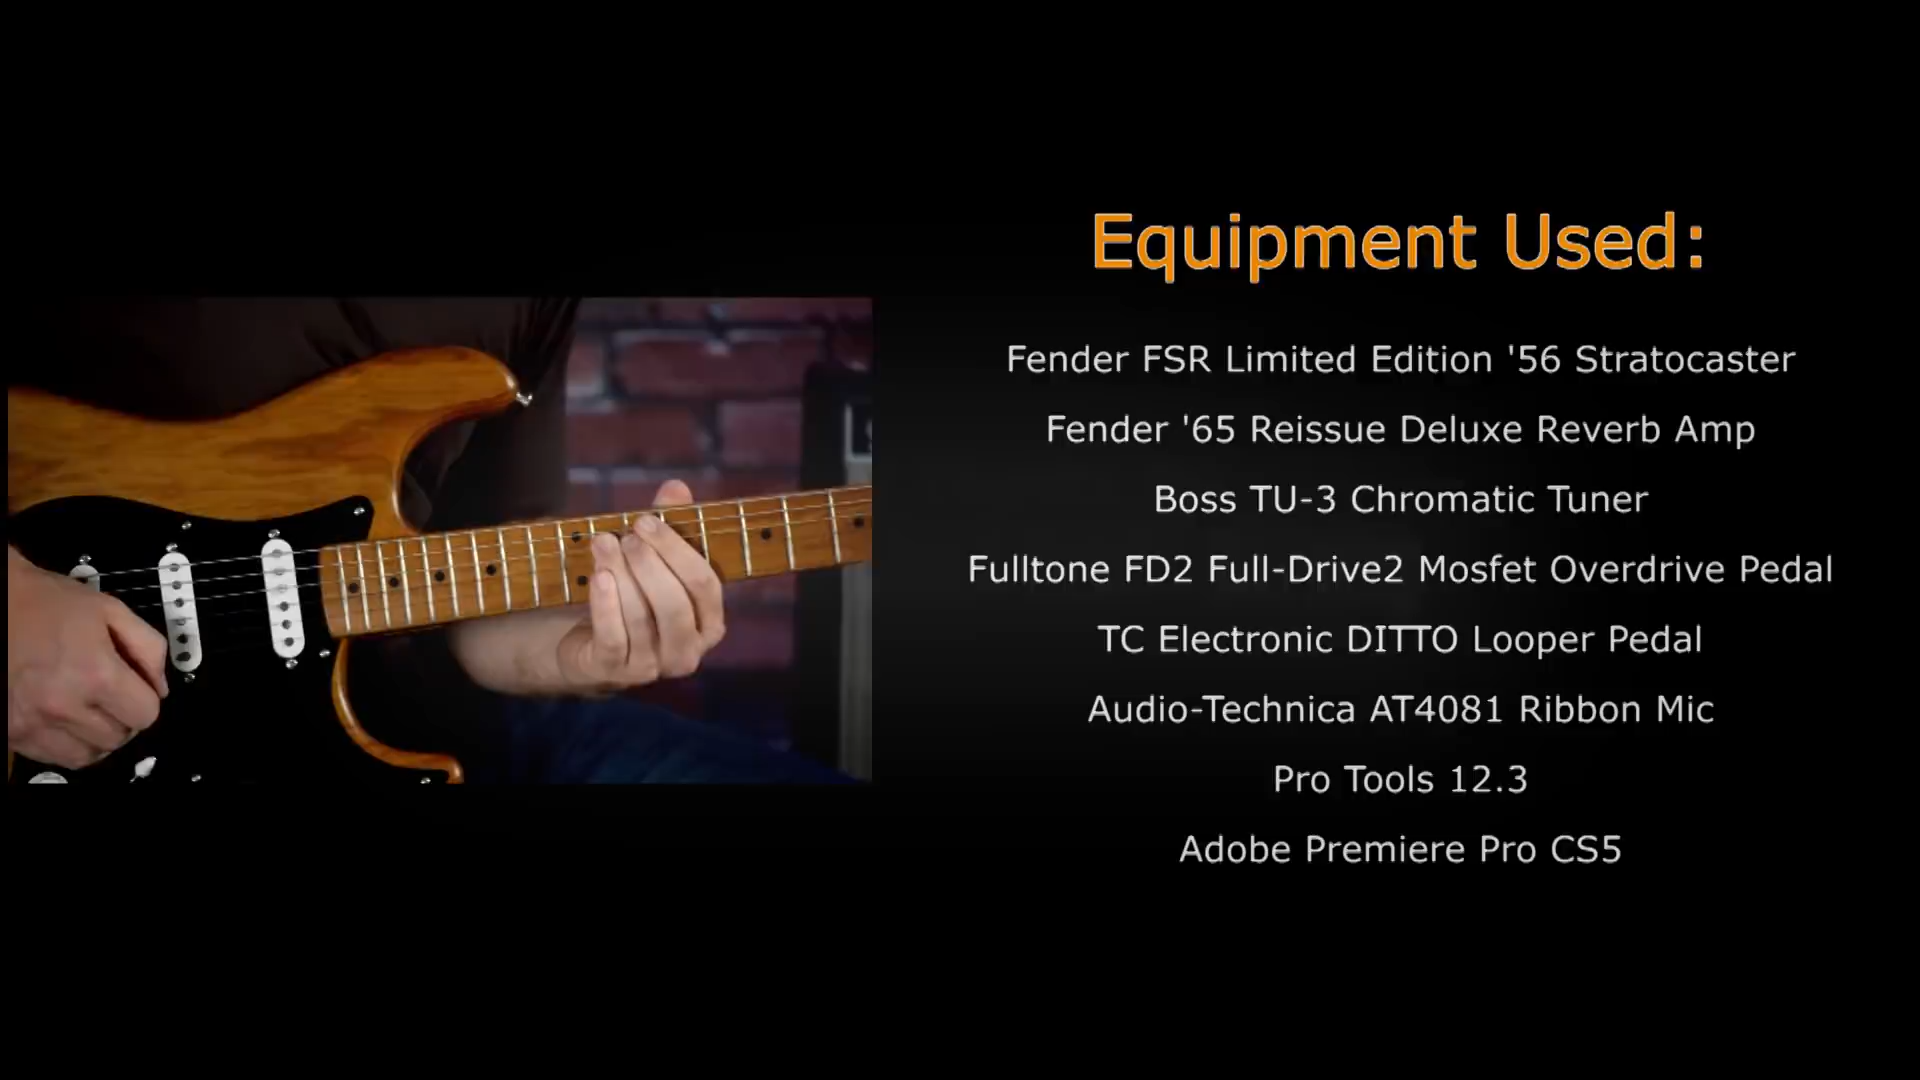 Equipment Used:
Fender FSR Limited Edition '56 Stratocaster
Fender '65 Reissue Deluxe Reverb Amp
Boss TU-3 Chromatic Tuner
Fulltone FD2 Full-Drive2 Mosfet Overdrive Pedal
TC Electronic DITTO Looper Pedal
Audio-Technica AT4081 Ribbon Mic
Pro Tools 12.3
Adobe Premiere Pro CS5